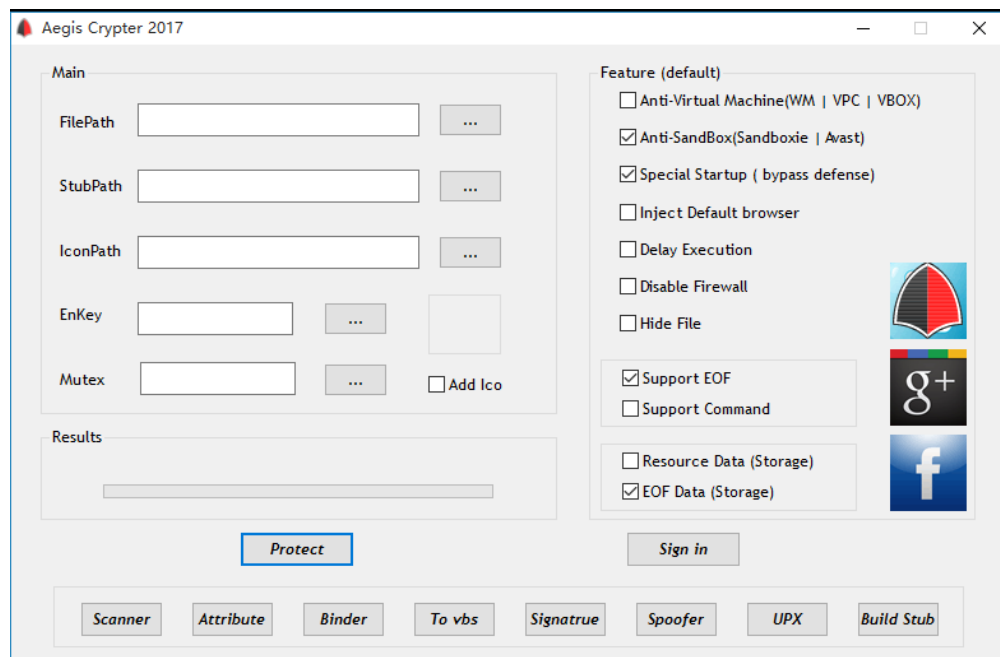 Aegis Crypter 2017
Main
FilePath
...
StubPath
...
IconPath
...
EnKey
...
Mutex
...
Add Ico
Results
Feature (default)
Anti-Virtual Machine(WM | VPC | VBOX)
Anti-SandBox(Sandboxie | Avast)
Special Startup ( bypass defense)
Inject Default browser
Delay Execution
Disable Firewall
Hide File
Support EOF
Support Command
Resource Data (Storage)
EOF Data (Storage)
g+
f
Protect
Sign in
Scanner
Attribute
Binder
To vbs
Signatrue
Spoofer
UPX
Build Stub